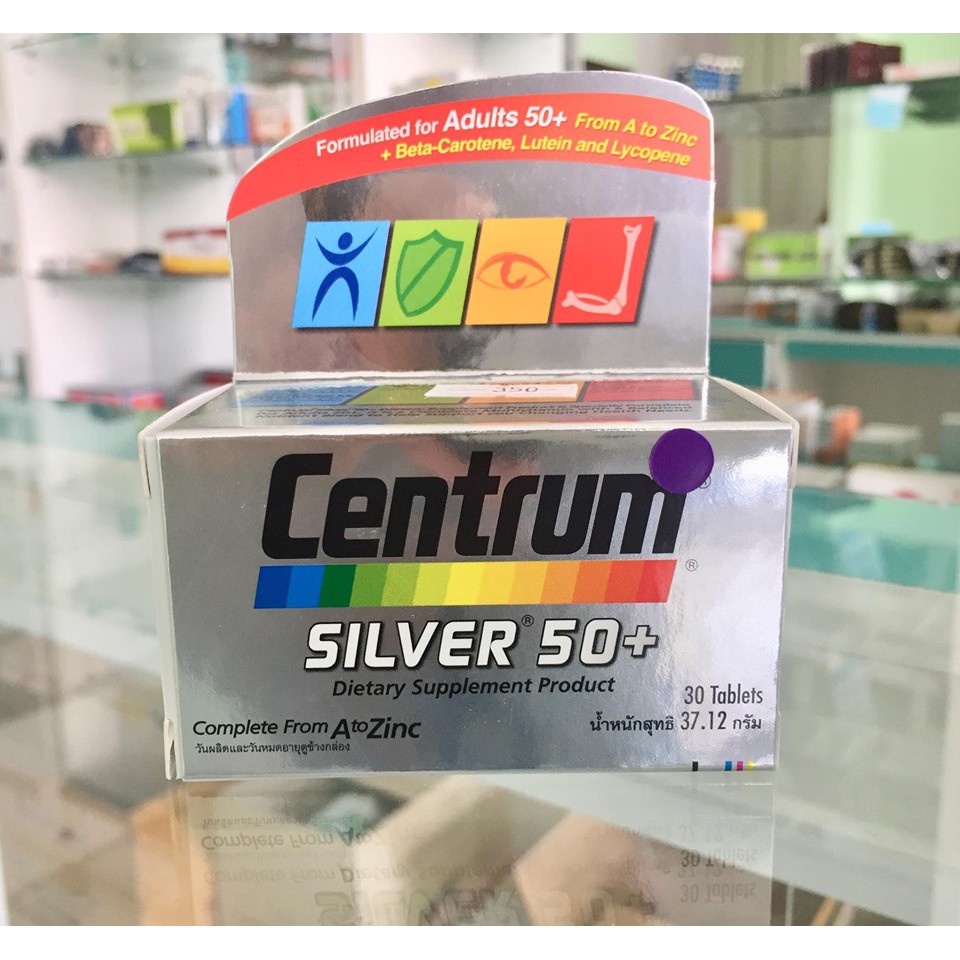 Formulated for Adults 50+ From A to Zinc
+ Beta-Carotene, Lutein and Lycopene
350
Centrum
®
®
SILVER® 50+
Dietary Supplement Product
30 Tablets
Complete From A to Zinc
น้ำหนักสุทธิ 37.12 กรัม
วันผลิตและวันหมดอายุดูข้างกล่อง